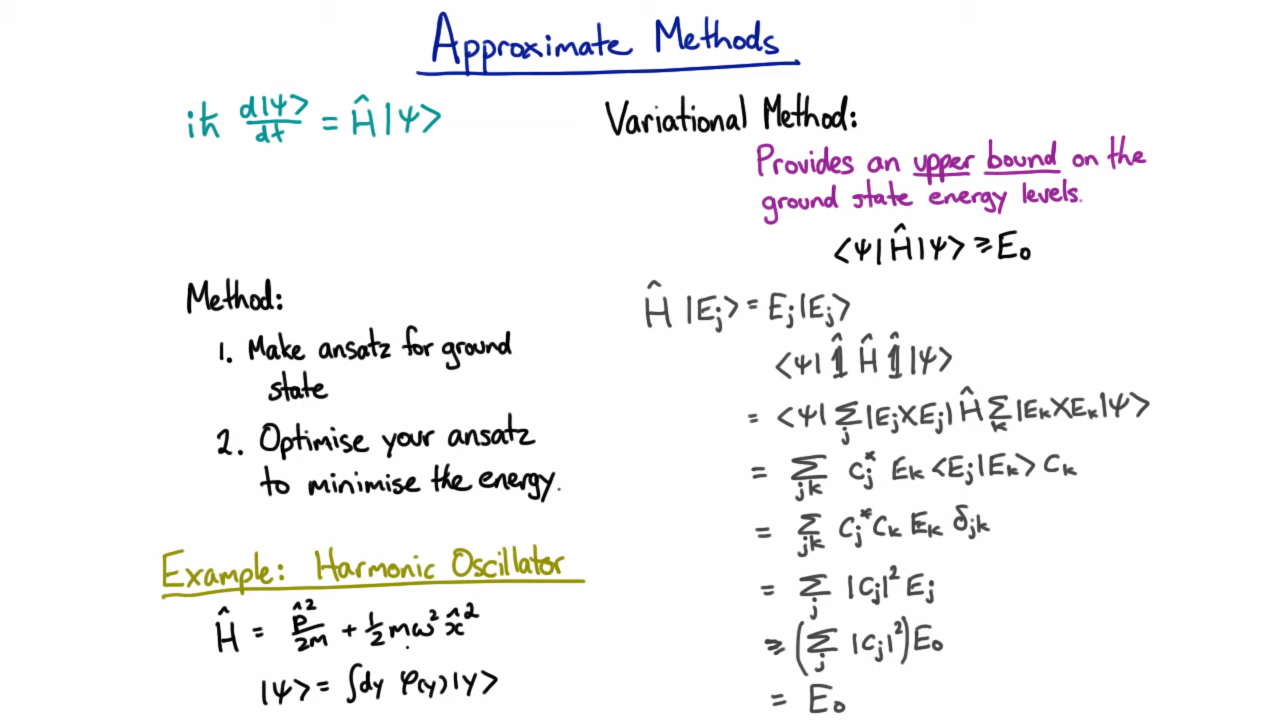 Approximate Methods
iħ d|Ψ>/dt = Ĥ|Ψ>
Method:
1. Make ansatz for ground
state
2. Optimise your ansatz
to minimise the energy.
Example: Harmonic Oscillator
Ĥ = p̂²/2m + 1/2 mω² x̂²
|Ψ> = ∫dy φ(y)|y>
Variational Method:
Provides an upper bound on the
ground state energy levels.
<Ψ|Ĥ|Ψ> ≥ E₀
Ĥ |Eⱼ> = Eⱼ|Eⱼ>
<Ψ| 𝟙̂ Ĥ 𝟙̂ |Ψ>
= <Ψ| Σⱼ |Eⱼ><Eⱼ| Ĥ Σₖ |Eₖ><Eₖ|Ψ>
= Σⱼₖ cⱼ* Eₖ <Eⱼ|Eₖ> cₖ
= Σⱼₖ cⱼ* cₖ Eₖ δⱼₖ
= Σⱼ |cⱼ|² Eⱼ
≥ (Σⱼ |cⱼ|²) E₀
= E₀